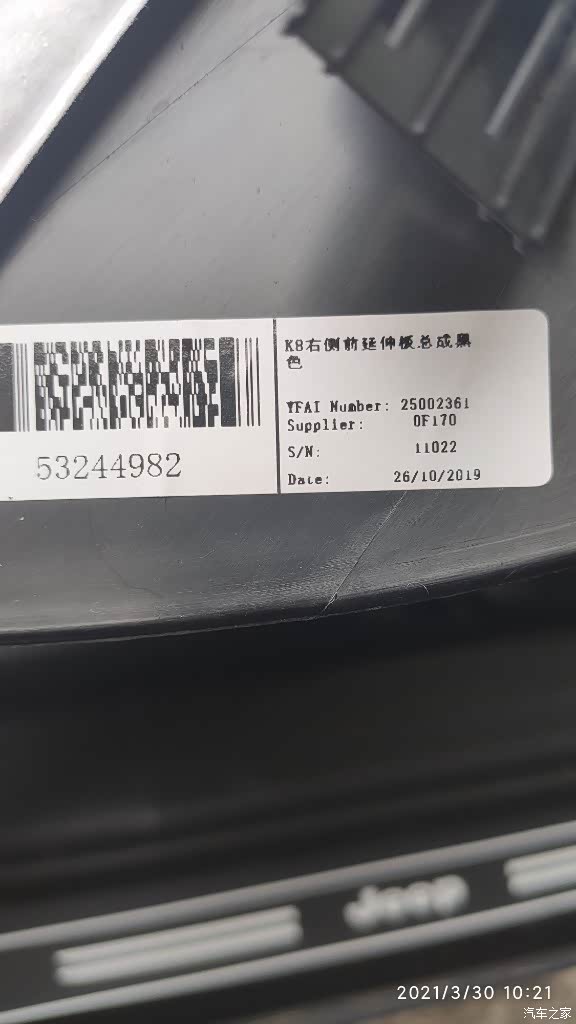 K8右侧前延伸板总成黑
色
YFAI Number: 25002361
Supplier: 0F170
S/N: 11022
Date: 26/10/2019
53244982
Jeep
2021/3/30 10:21
汽车之家